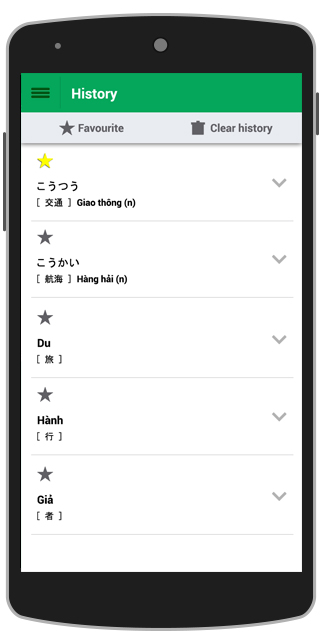 History
Favourite Clear history
こうつう
[ 交通 ] Giao thông (n)
こうかい
[ 航海 ] Hàng hải (n)
Du
[ 旅 ]
Hành
[ 行 ]
Giả
[ 者 ]